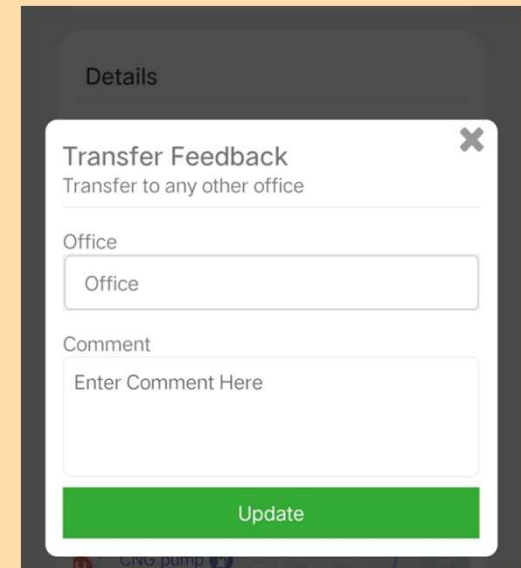 Details
Transfer Feedback
Transfer to any other office
Office
Office
Comment
Enter Comment Here
Update
CNG pump